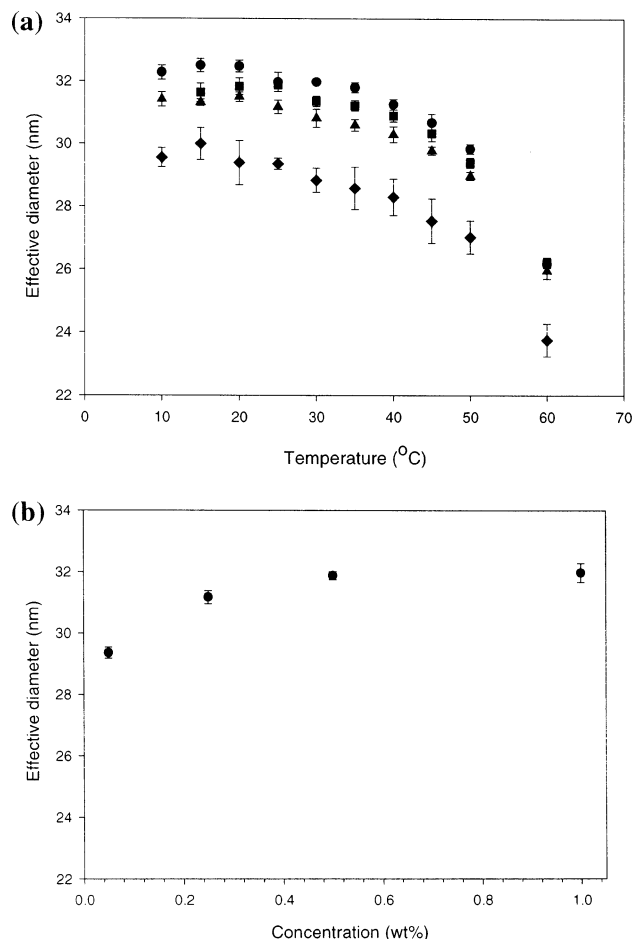 (a)
34
32
30
28
26
24
22
0 10 20 30 40 50 60 70
Effective diameter (nm)
Temperature (°C)
(b)
34
32
30
28
26
24
22
0.0 0.2 0.4 0.6 0.8 1.0
Effective diameter (nm)
Concentration (wt%)